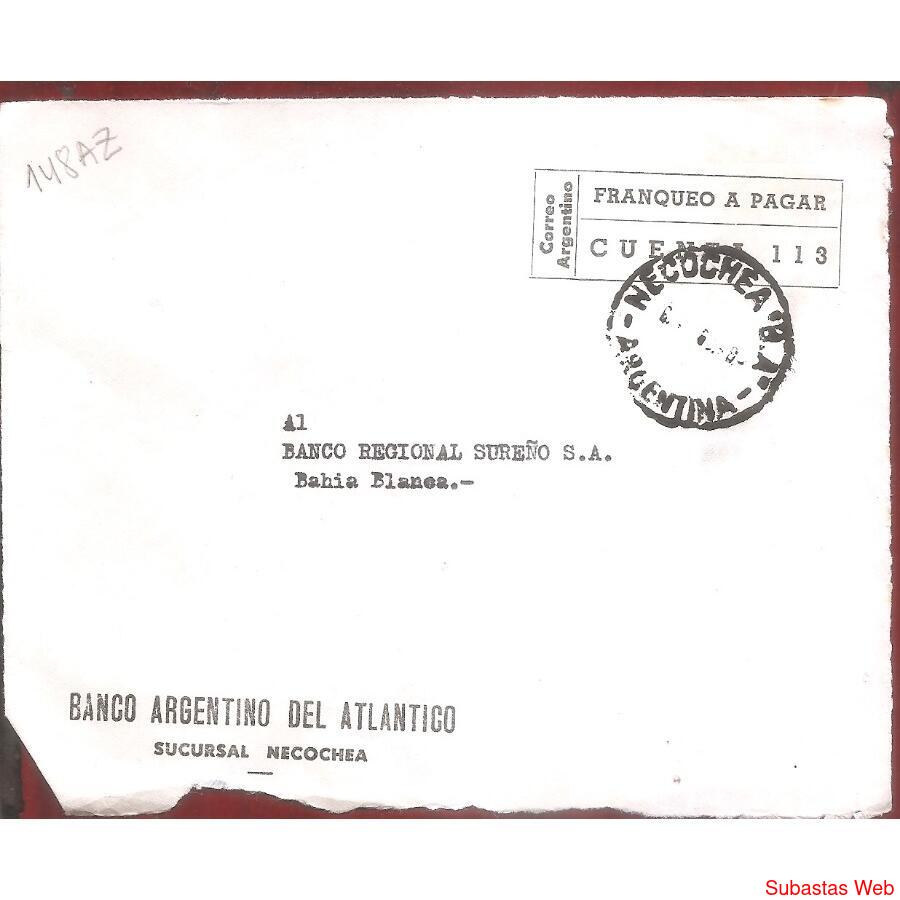 148AZ
Correo
Argentino
FRANQUEO A PAGAR
CUENTA 113
NECOCHEA (B.A.)
ARGENTINA
Al
BANCO REGIONAL SUREÑO S.A.
Bahia Blanca.-
BANCO ARGENTINO DEL ATLANTICO
SUCURSAL NECOCHEA
Subastas Web